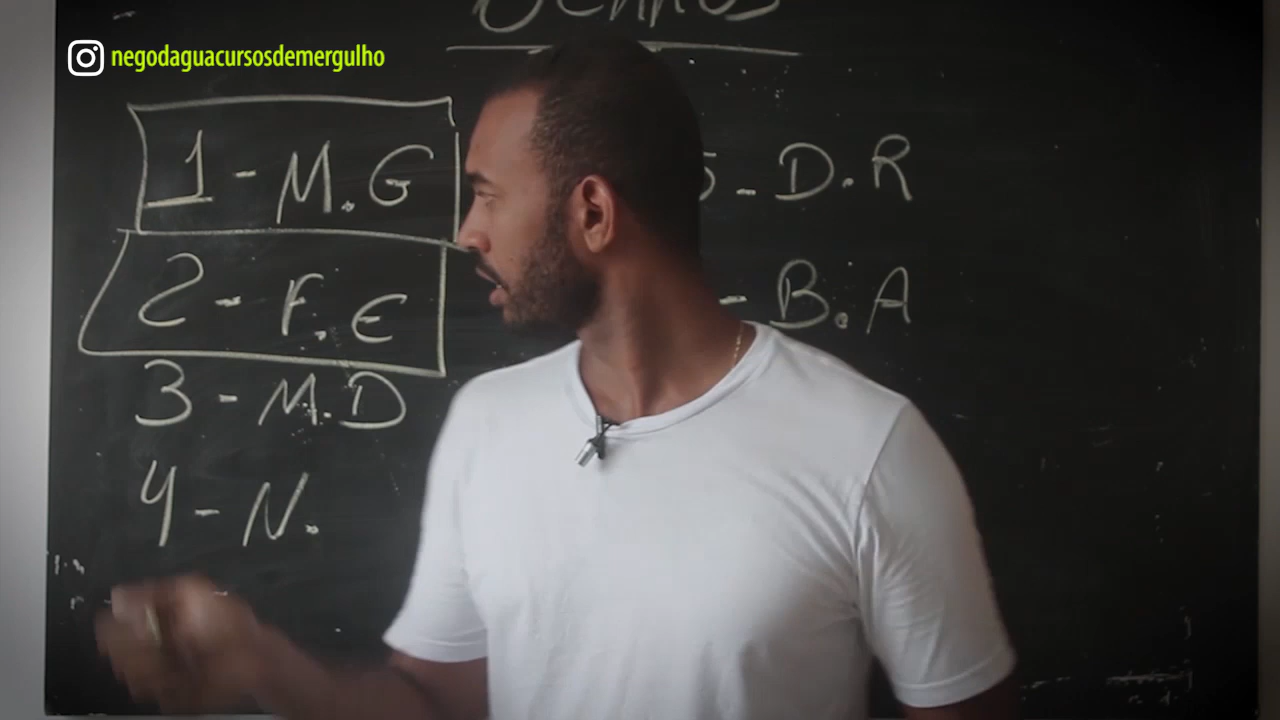 negodaguacursosdemergulho
1 - M.G
2 - F.E
3 - M.D
4 - N.
- D.R
- B.A